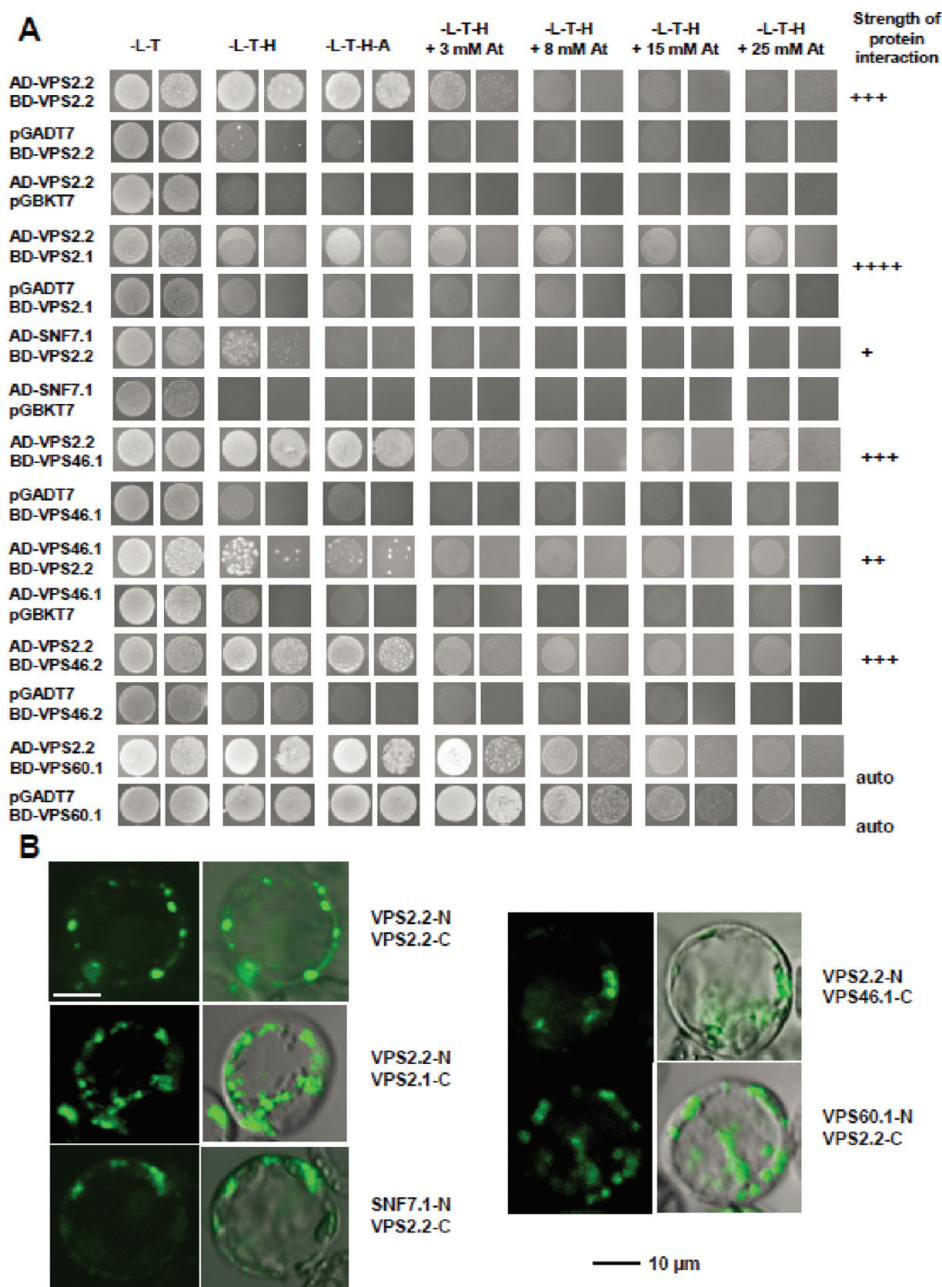 A
-L-T
-L-T-H
-L-T-H-A
-L-T-H
+ 3 mM At
-L-T-H
+ 8 mM At
-L-T-H
+ 15 mM At
-L-T-H
+ 25 mM At
Strength of
protein
interaction
AD-VPS2.2
BD-VPS2.2
+++
pGADT7
BD-VPS2.2
AD-VPS2.2
pGBKT7
AD-VPS2.2
BD-VPS2.1
++++
pGADT7
BD-VPS2.1
AD-SNF7.1
BD-VPS2.2
+
AD-SNF7.1
pGBKT7
AD-VPS2.2
BD-VPS46.1
+++
pGADT7
BD-VPS46.1
AD-VPS46.1
BD-VPS2.2
++
AD-VPS46.1
pGBKT7
AD-VPS2.2
BD-VPS46.2
+++
pGADT7
BD-VPS46.2
AD-VPS2.2
BD-VPS60.1
auto
pGADT7
BD-VPS60.1
auto
B
VPS2.2-N
VPS2.2-C
VPS2.2-N
VPS2.1-C
SNF7.1-N
VPS2.2-C
VPS2.2-N
VPS46.1-C
VPS60.1-N
VPS2.2-C
10 µm